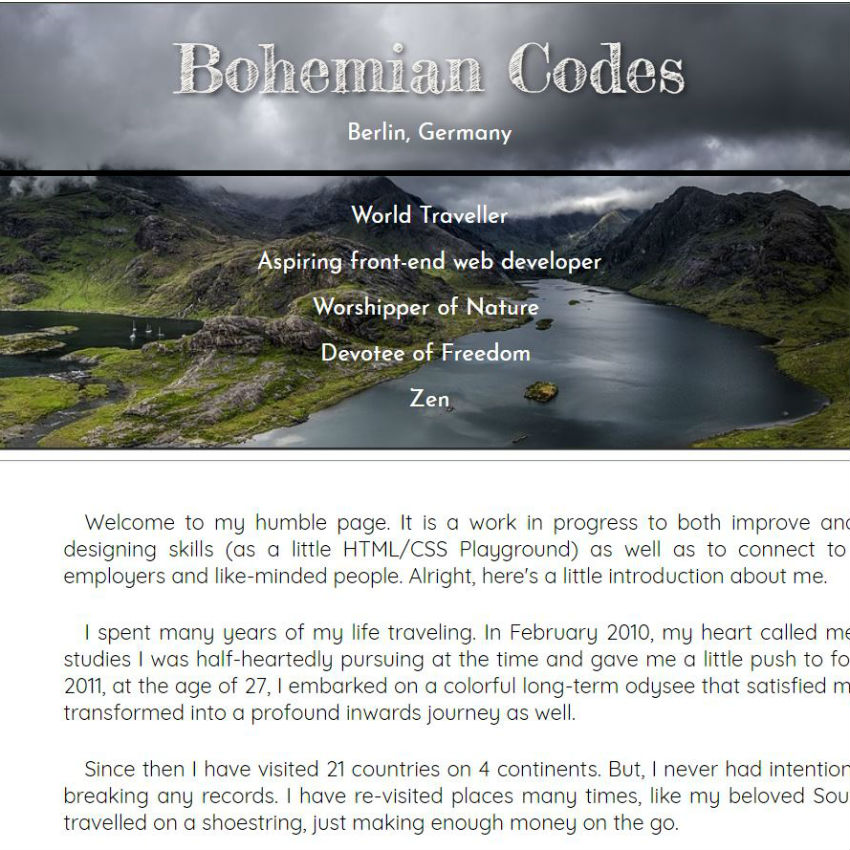 Bohemian Codes
Berlin, Germany
World Traveller
Aspiring front-end web developer
Worshipper of Nature
Devotee of Freedom
Zen
Welcome to my humble page. It is a work in progress to both improve and
designing skills (as a little HTML/CSS Playground) as well as to connect to
employers and like-minded people. Alright, here's a little introduction about me.
I spent many years of my life traveling. In February 2010, my heart called me
studies I was half-heartedly pursuing at the time and gave me a little push to fo
2011, at the age of 27, I embarked on a colorful long-term odysee that satisfied m
transformed into a profound inwards journey as well.
Since then I have visited 21 countries on 4 continents. But, I never had intention
breaking any records. I have re-visited places many times, like my beloved Sou
travelled on a shoestring, just making enough money on the go.